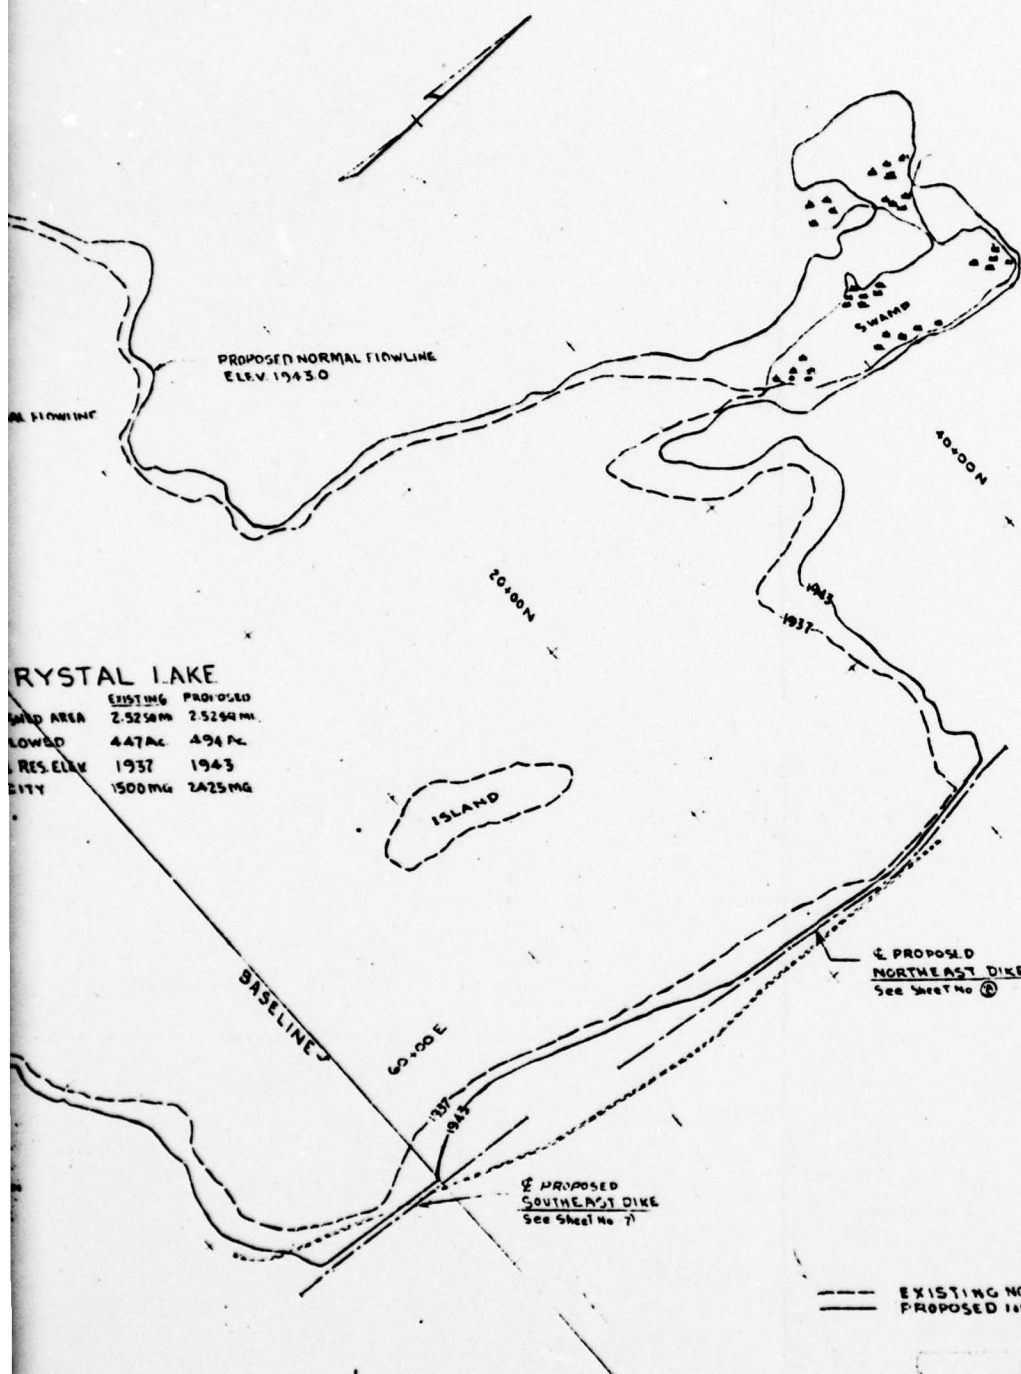 PROPOSED NORMAL FLOWLINE
ELEV. 1943.0
FLOWLINE
SWAMP
40+00N
20+00N
1943
1937
RYSTAL LAKE
EXISTING PROPOSED
AREA 2.52 SQ MI 2.52 SQ MI.
LOWED 447 Ac 494 Ac
RES. ELEV 1937 1943
CITY 1500 MG 2425 MG
ISLAND
BASELINE
60+00E
℄ PROPOSED
NORTHEAST DIKE
See Sheet No
1937
1943
℄ PROPOSED
SOUTHEAST DIKE
See Sheet No 7
EXISTING NO
PROPOSED